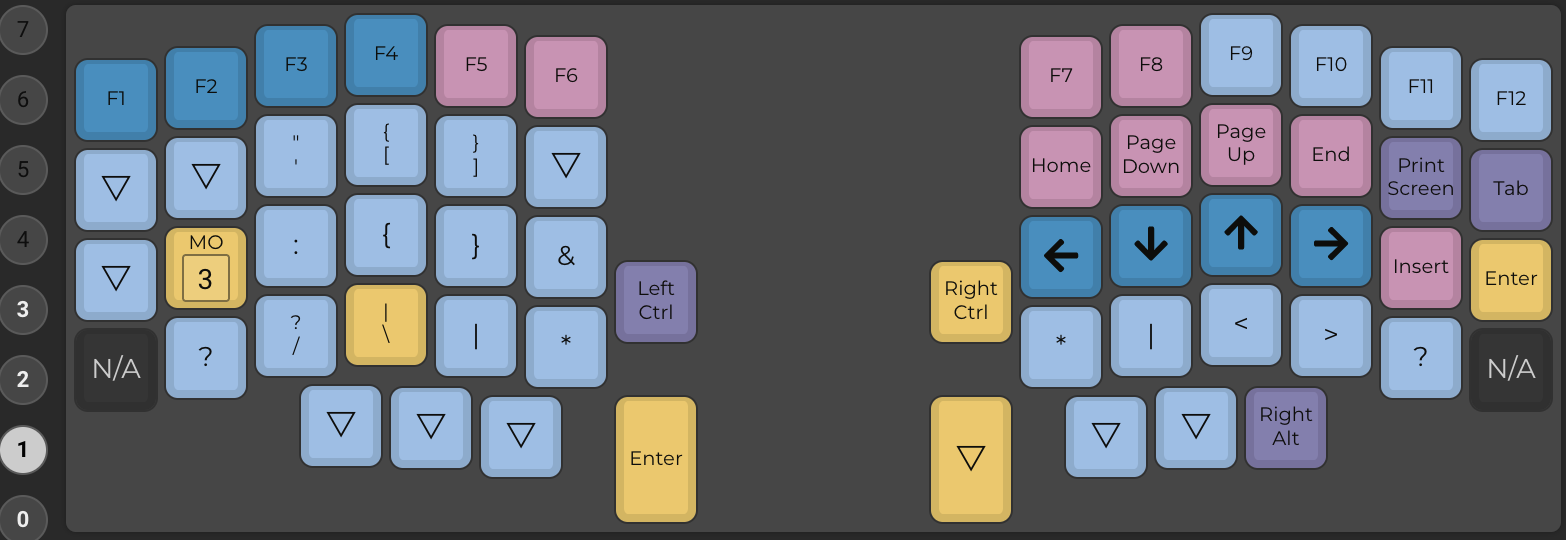 7
6
5
4
3
2
1
0
F1
F2
F3
F4
F5
F6
F7
F8
F9
F10
F11
F12
▽
▽
"
'
{
[
}
]
▽
Home
Page
Down
Page
Up
End
Print
Screen
Tab
▽
MO
3
:
{
}
&
←
↓
↑
→
Insert
Enter
Left
Ctrl
Right
Ctrl
N/A
?
?
/
|
\
|
*
*
|
<
>
?
N/A
▽
▽
▽
Enter
▽
▽
▽
Right
Alt